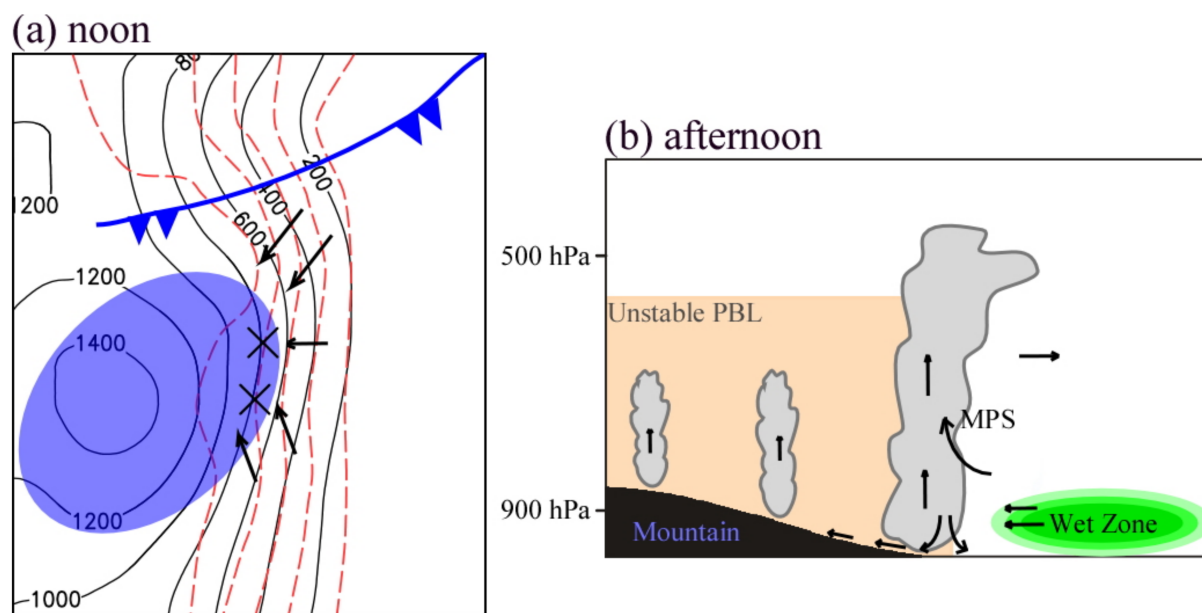 (a) noon
80
200
400
600
1200
1200
1400
1200
1000
(b) afternoon
500 hPa
Unstable PBL
MPS
900 hPa
Mountain
Wet Zone